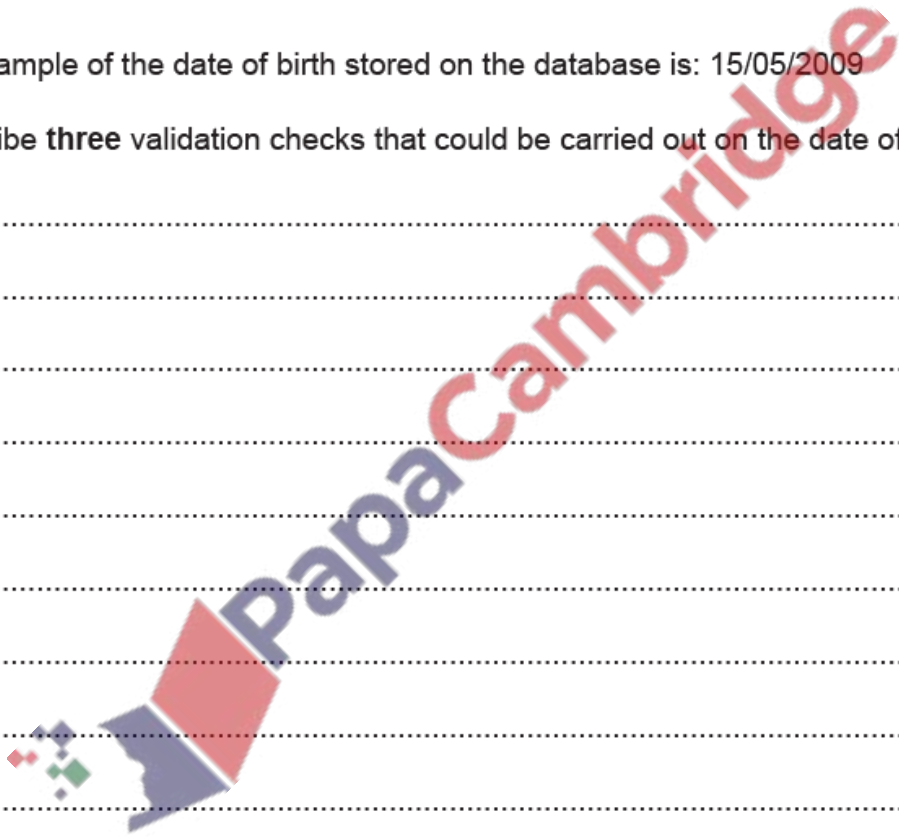 ample of the date of birth stored on the database is: 15/05/2009
ibe three validation checks that could be carried out on the date of
PapaCambridge